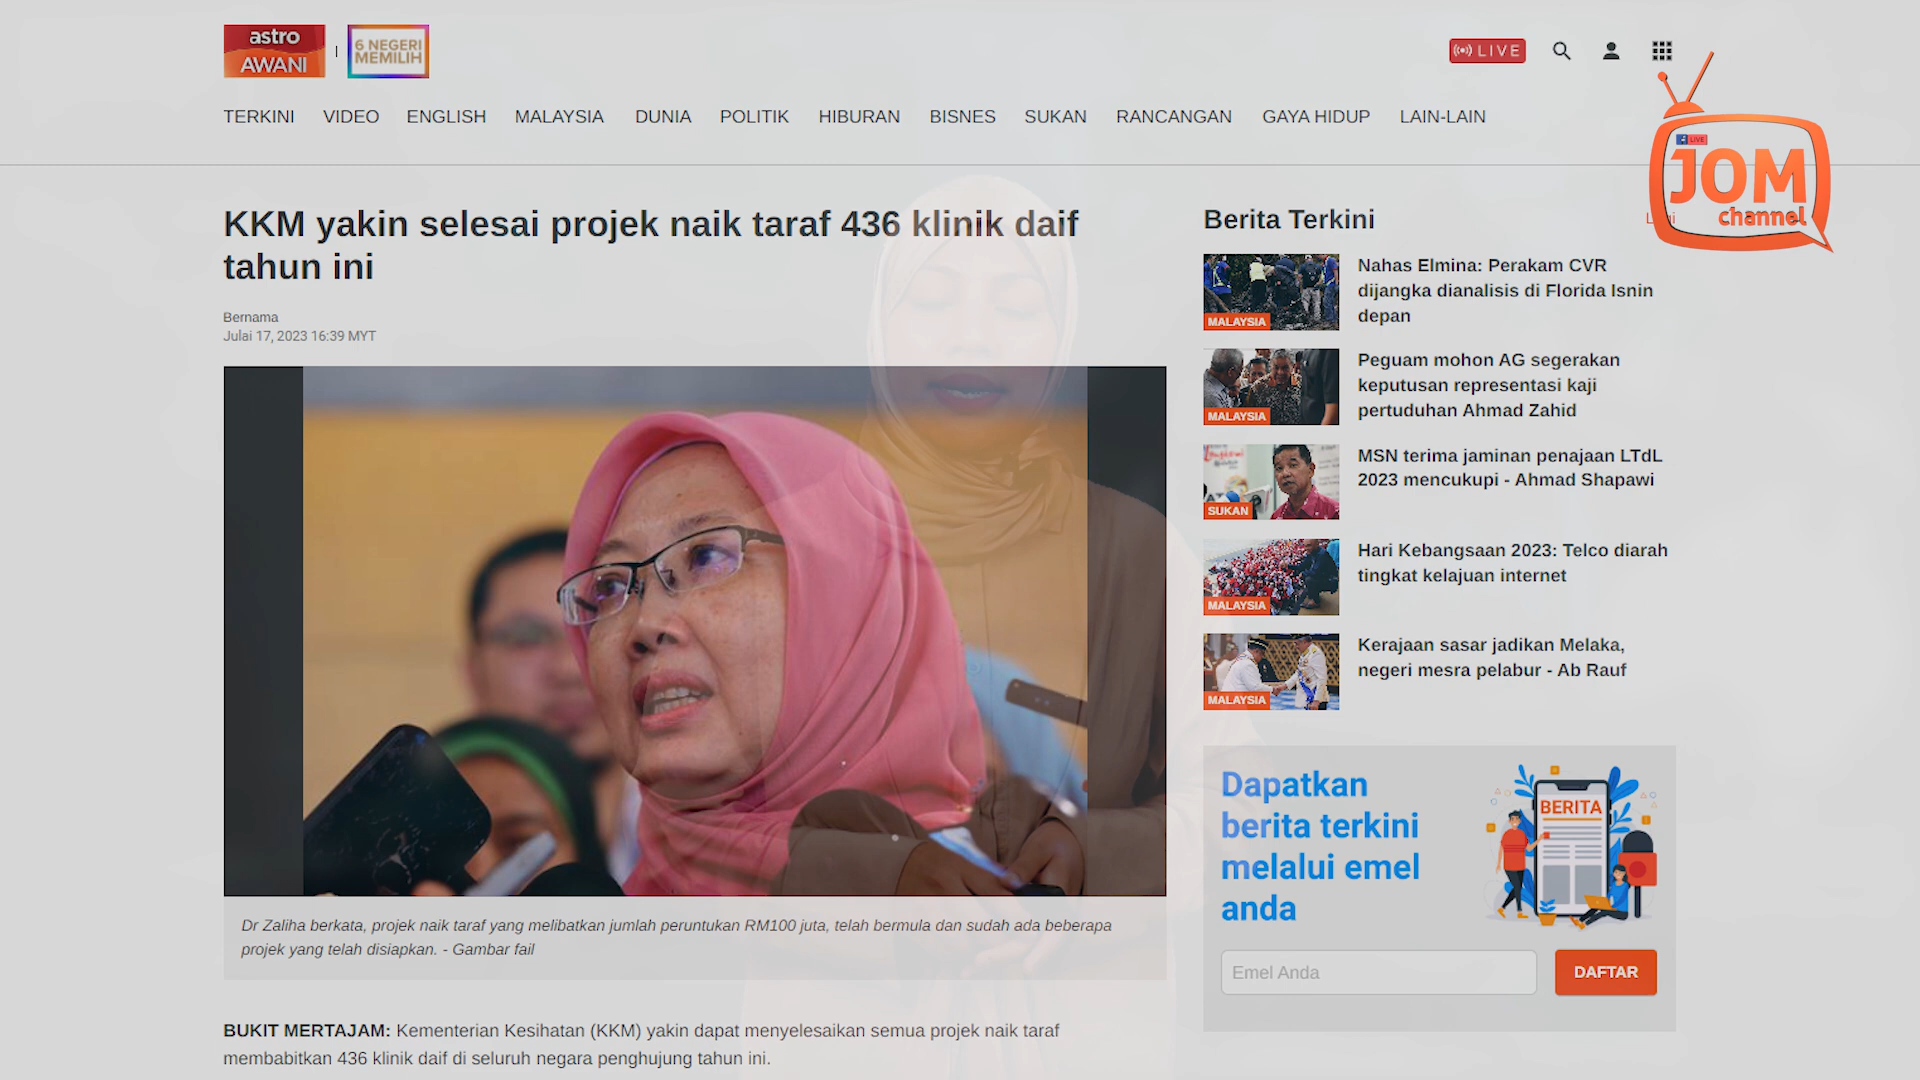 astro
AWANI
6 NEGERI
MEMILIH
LIVE
TERKINI VIDEO ENGLISH MALAYSIA DUNIA POLITIK HIBURAN BISNES SUKAN RANCANGAN GAYA HIDUP LAIN-LAIN
LIVE
JOM
channel
KKM yakin selesai projek naik taraf 436 klinik daif
tahun ini
Bernama
Julai 17, 2023 16:39 MYT
Dr Zaliha berkata, projek naik taraf yang melibatkan jumlah peruntukan RM100 juta, telah bermula dan sudah ada beberapa
projek yang telah disiapkan. - Gambar fail
BUKIT MERTAJAM: Kementerian Kesihatan (KKM) yakin dapat menyelesaikan semua projek naik taraf
membabitkan 436 klinik daif di seluruh negara penghujung tahun ini.
Berita Terkini
Nahas Elmina: Perakam CVR
dijangka dianalisis di Florida Isnin
depan
MALAYSIA
Peguam mohon AG segerakan
keputusan representasi kaji
pertuduhan Ahmad Zahid
MALAYSIA
MSN terima jaminan penajaan LTdL
2023 mencukupi - Ahmad Shapawi
SUKAN
Hari Kebangsaan 2023: Telco diarah
tingkat kelajuan internet
MALAYSIA
Kerajaan sasar jadikan Melaka,
negeri mesra pelabur - Ab Rauf
MALAYSIA
Dapatkan
berita terkini
melalui emel
anda
BERITA
Emel Anda
DAFTAR